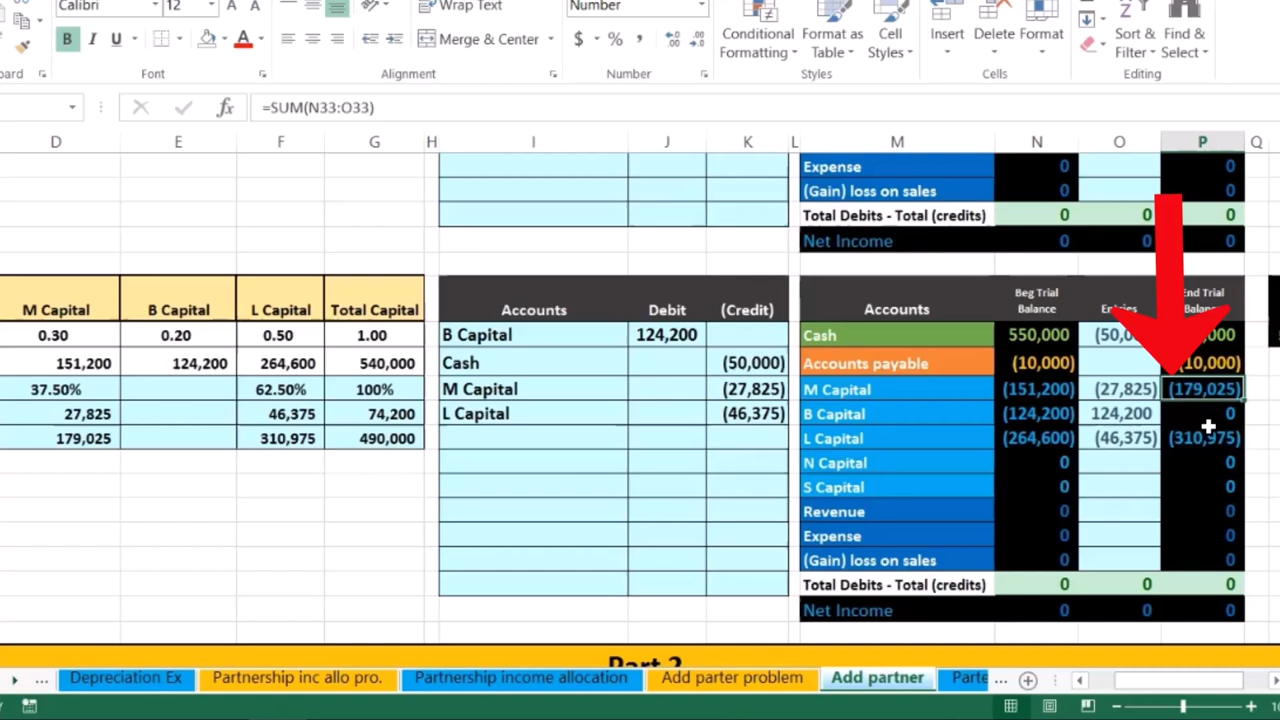 Calibri 12 A A Wrap Text Number
B I U A Merge & Center $ % , Conditional Formatting Format as Table Cell Styles Insert Delete Format Sort & Filter Find & Select
Font Alignment Number Styles Cells Editing
fx =SUM(N33:O33)
D E F G H I J K L M N O P Q
Expense 0 0
(Gain) loss on sales 0 0
Total Debits - Total (credits) 0 0 0
Net Income 0 0 0
M Capital B Capital L Capital Total Capital Accounts Debit (Credit) Accounts Beg Trial Balance
0.30 0.20 0.50 1.00 B Capital 124,200 Cash 550,000
151,200 124,200 264,600 540,000 Cash (50,000) Accounts payable (10,000) (10,000)
37.50% 62.50% 100% M Capital (27,825) M Capital (151,200) (27,825) (179,025)
27,825 46,375 74,200 L Capital (46,375) B Capital (124,200) 124,200 0
179,025 310,975 490,000 L Capital (264,600) (46,375) (310,975)
N Capital 0 0
S Capital 0 0
Revenue 0 0
Expense 0 0
(Gain) loss on sales 0 0
Total Debits - Total (credits) 0 0 0
Net Income 0 0 0
... Depreciation Ex Partnership inc allo pro. Partnership income allocation Add parter problem Add partner Parte ...